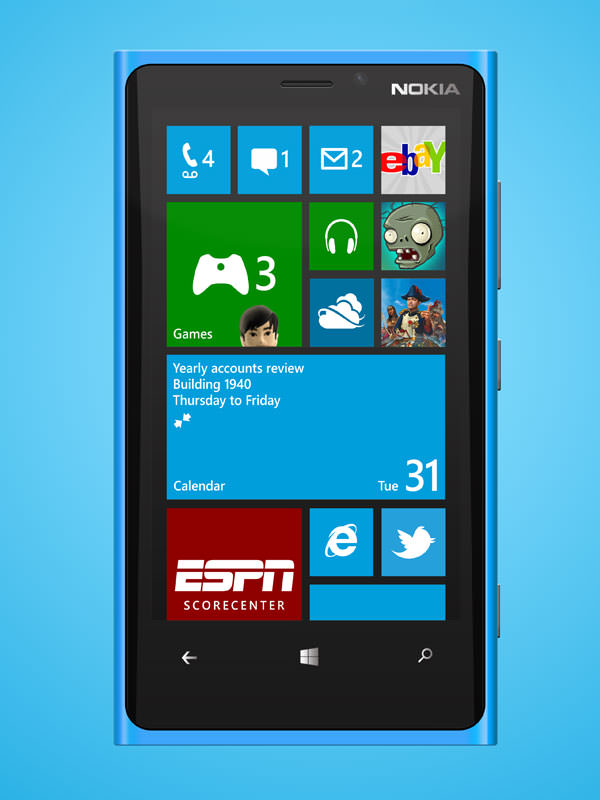 NOKIA
4
1
2
ebaY
3
Games
Yearly accounts review
Building 1940
Thursday to Friday
Calendar
Tue 31
ESPN
SCORECENTER